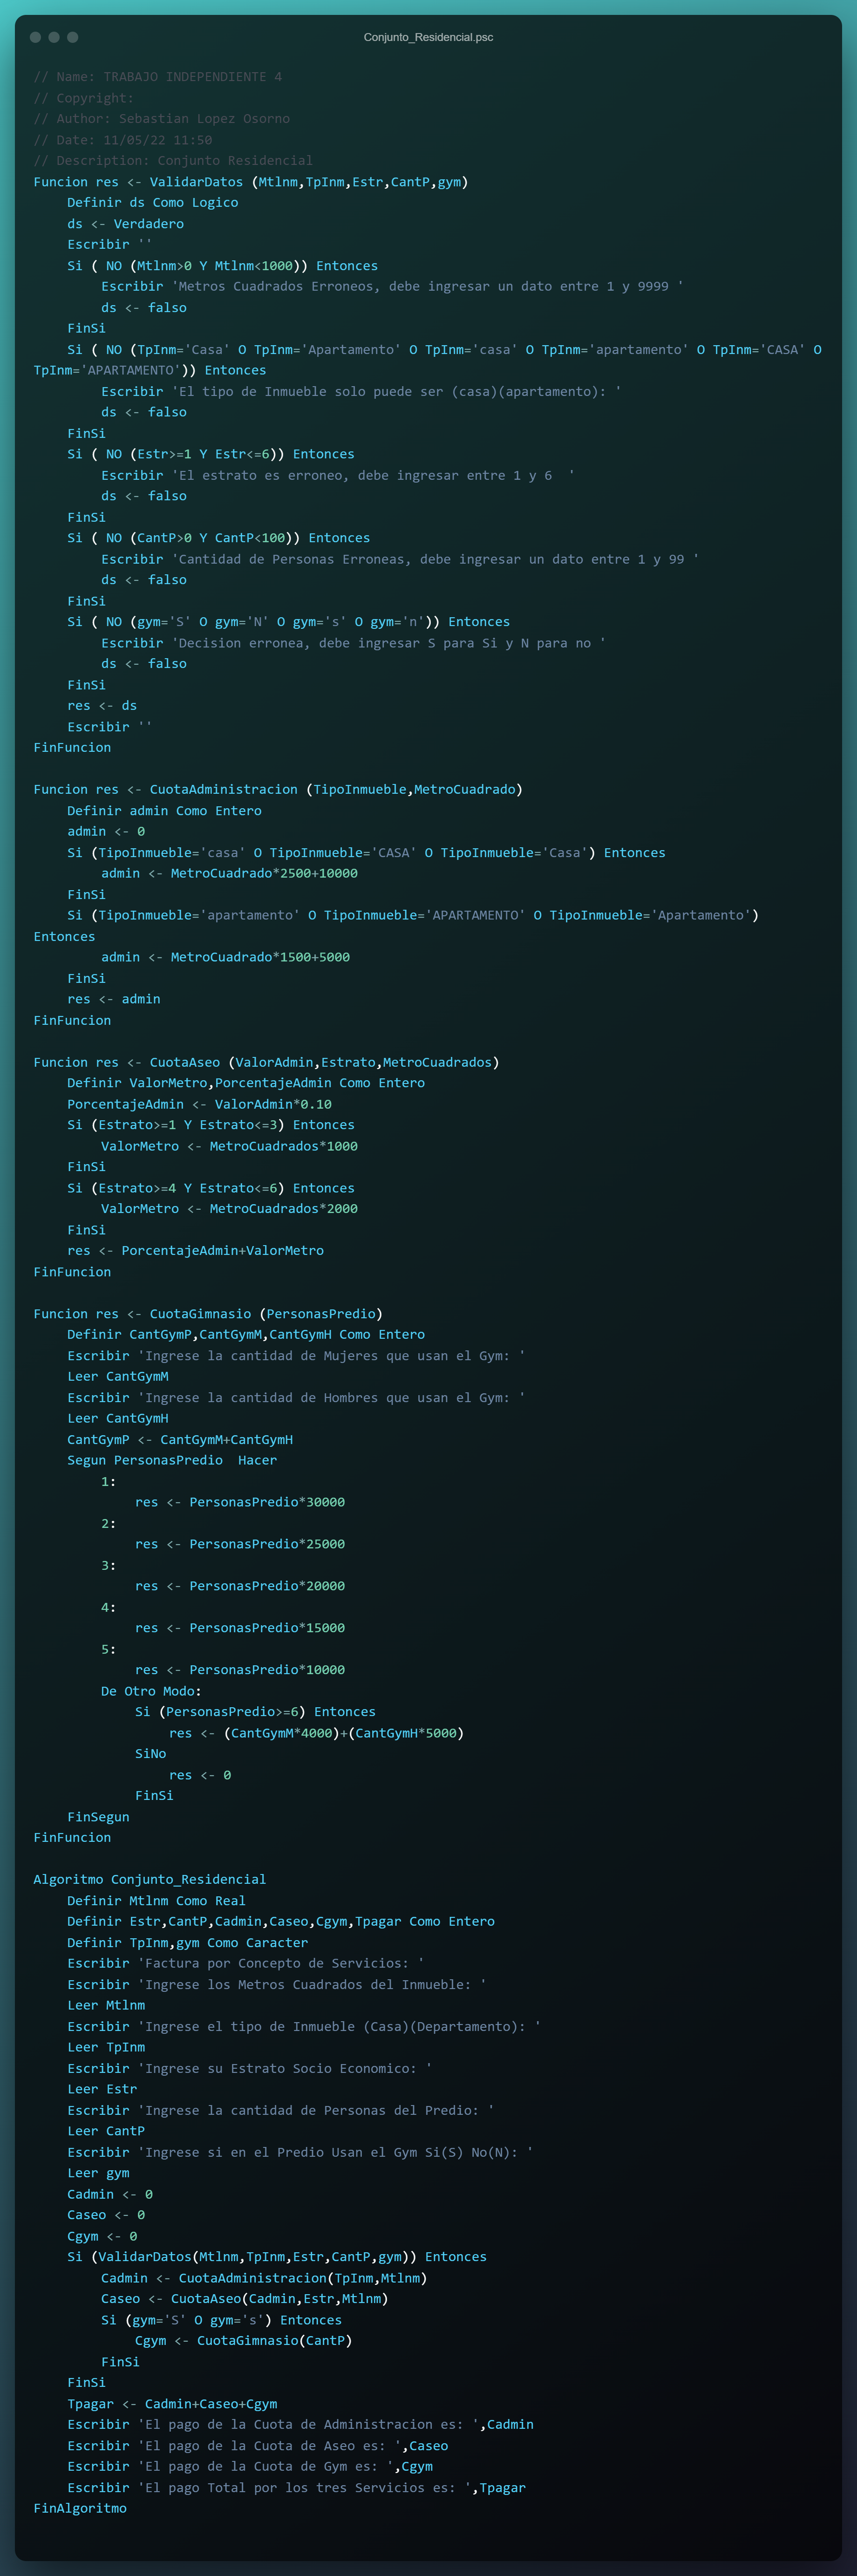 Conjunto_Residencial.psc
// Name: TRABAJO INDEPENDIENTE 4
// Copyright:
// Author: Sebastian Lopez Osorno
// Date: 11/05/22 11:50
// Description: Conjunto Residencial
Funcion res <- ValidarDatos (Mtlnm,TpInm,Estr,CantP,gym)
Definir ds Como Logico
ds <- Verdadero
Escribir ''
Si ( NO (Mtlnm>0 Y Mtlnm<1000)) Entonces
Escribir 'Metros Cuadrados Erroneos, debe ingresar un dato entre 1 y 9999 '
ds <- falso
FinSi
Si ( NO (TpInm='Casa' O TpInm='Apartamento' O TpInm='casa' O TpInm='apartamento' O TpInm='CASA' O
TpInm='APARTAMENTO')) Entonces
Escribir 'El tipo de Inmueble solo puede ser (casa)(apartamento): '
ds <- falso
FinSi
Si ( NO (Estr>=1 Y Estr<=6)) Entonces
Escribir 'El estrato es erroneo, debe ingresar entre 1 y 6  '
ds <- falso
FinSi
Si ( NO (CantP>0 Y CantP<100)) Entonces
Escribir 'Cantidad de Personas Erroneas, debe ingresar un dato entre 1 y 99 '
ds <- falso
FinSi
Si ( NO (gym='S' O gym='N' O gym='s' O gym='n')) Entonces
Escribir 'Decision erronea, debe ingresar S para Si y N para no '
ds <- falso
FinSi
res <- ds
Escribir ''
FinFuncion
Funcion res <- CuotaAdministracion (TipoInmueble,MetroCuadrado)
Definir admin Como Entero
admin <- 0
Si (TipoInmueble='casa' O TipoInmueble='CASA' O TipoInmueble='Casa') Entonces
admin <- MetroCuadrado*2500+10000
FinSi
Si (TipoInmueble='apartamento' O TipoInmueble='APARTAMENTO' O TipoInmueble='Apartamento')
Entonces
admin <- MetroCuadrado*1500+5000
FinSi
res <- admin
FinFuncion
Funcion res <- CuotaAseo (ValorAdmin,Estrato,MetroCuadrados)
Definir ValorMetro,PorcentajeAdmin Como Entero
PorcentajeAdmin <- ValorAdmin*0.10
Si (Estrato>=1 Y Estrato<=3) Entonces
ValorMetro <- MetroCuadrados*1000
FinSi
Si (Estrato>=4 Y Estrato<=6) Entonces
ValorMetro <- MetroCuadrados*2000
FinSi
res <- PorcentajeAdmin+ValorMetro
FinFuncion
Funcion res <- CuotaGimnasio (PersonasPredio)
Definir CantGymP,CantGymM,CantGymH Como Entero
Escribir 'Ingrese la cantidad de Mujeres que usan el Gym: '
Leer CantGymM
Escribir 'Ingrese la cantidad de Hombres que usan el Gym: '
Leer CantGymH
CantGymP <- CantGymM+CantGymH
Segun PersonasPredio  Hacer
1:
res <- PersonasPredio*30000
2:
res <- PersonasPredio*25000
3:
res <- PersonasPredio*20000
4:
res <- PersonasPredio*15000
5:
res <- PersonasPredio*10000
De Otro Modo:
Si (PersonasPredio>=6) Entonces
res <- (CantGymM*4000)+(CantGymH*5000)
SiNo
res <- 0
FinSi
FinSegun
FinFuncion
Algoritmo Conjunto_Residencial
Definir Mtlnm Como Real
Definir Estr,CantP,Cadmin,Caseo,Cgym,Tpagar Como Entero
Definir TpInm,gym Como Caracter
Escribir 'Factura por Concepto de Servicios: '
Escribir 'Ingrese los Metros Cuadrados del Inmueble: '
Leer Mtlnm
Escribir 'Ingrese el tipo de Inmueble (Casa)(Departamento): '
Leer TpInm
Escribir 'Ingrese su Estrato Socio Economico: '
Leer Estr
Escribir 'Ingrese la cantidad de Personas del Predio: '
Leer CantP
Escribir 'Ingrese si en el Predio Usan el Gym Si(S) No(N): '
Leer gym
Cadmin <- 0
Caseo <- 0
Cgym <- 0
Si (ValidarDatos(Mtlnm,TpInm,Estr,CantP,gym)) Entonces
Cadmin <- CuotaAdministracion(TpInm,Mtlnm)
Caseo <- CuotaAseo(Cadmin,Estr,Mtlnm)
Si (gym='S' O gym='s') Entonces
Cgym <- CuotaGimnasio(CantP)
FinSi
FinSi
Tpagar <- Cadmin+Caseo+Cgym
Escribir 'El pago de la Cuota de Administracion es: ',Cadmin
Escribir 'El pago de la Cuota de Aseo es: ',Caseo
Escribir 'El pago de la Cuota de Gym es: ',Cgym
Escribir 'El pago Total por los tres Servicios es: ',Tpagar
FinAlgoritmo